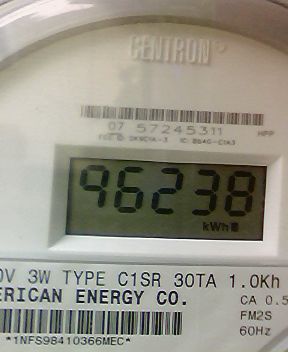 CENTRON®
07 57245311 HPP
96238
kWh
0V 3W TYPE C1SR 30TA 1.0Kh
ERICAN ENERGY CO.
CA 0.5
FM2S
60Hz
*1NFS98410366MEC*